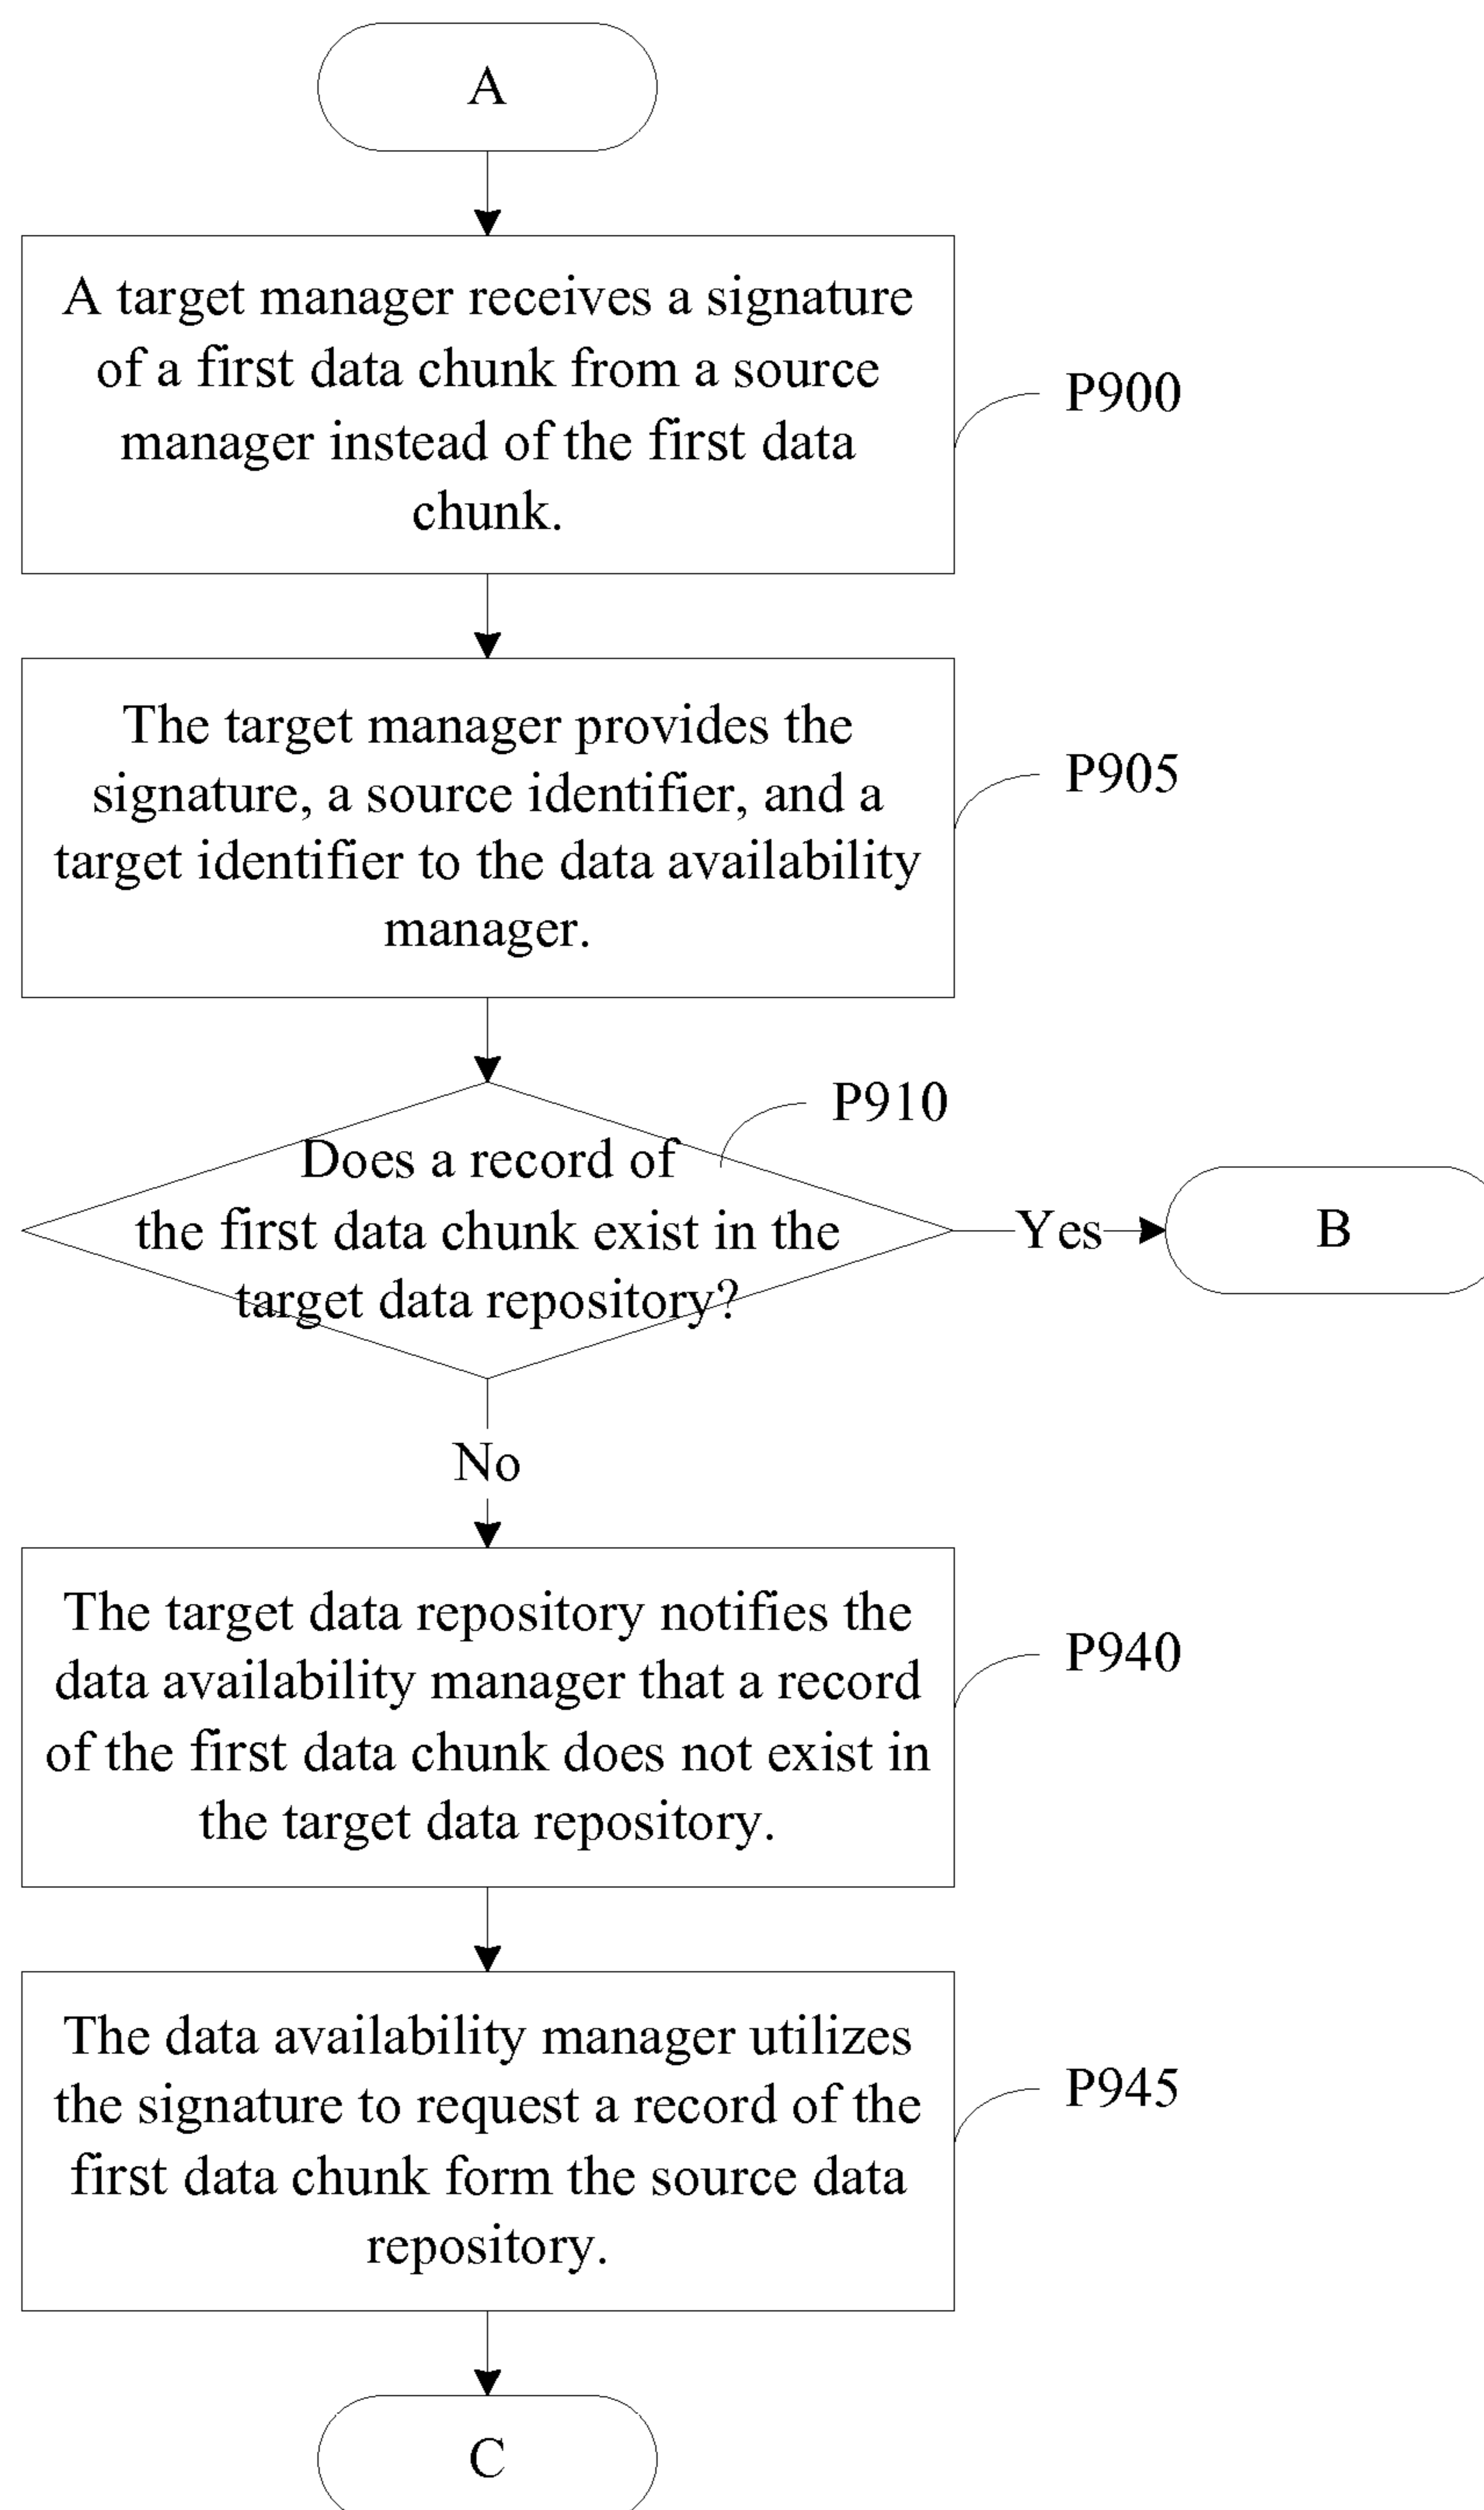 A
A target manager receives a signature
of a first data chunk from a source
manager instead of the first data
chunk.
P900
The target manager provides the
signature, a source identifier, and a
target identifier to the data availability
manager.
P905
P910
Does a record of
the first data chunk exist in the
target data repository?
Yes
B
No
The target data repository notifies the
data availability manager that a record
of the first data chunk does not exist in
the target data repository.
P940
The data availability manager utilizes
the signature to request a record of the
first data chunk form the source data
repository.
P945
C